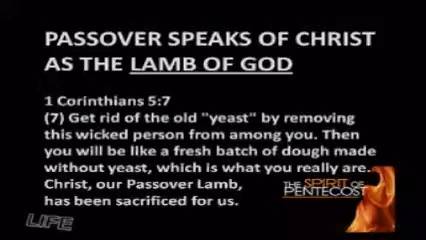 PASSOVER SPEAKS OF CHRIST
AS THE LAMB OF GOD
1 Corinthians 5:7
(7) Get rid of the old "yeast" by removing
this wicked person from among you. Then
you will be like a fresh batch of dough made
without yeast, which is what you really are.
Christ, our Passover Lamb,
has been sacrificed for us.
THE SPIRIT OF
PENTECOST
LIFE